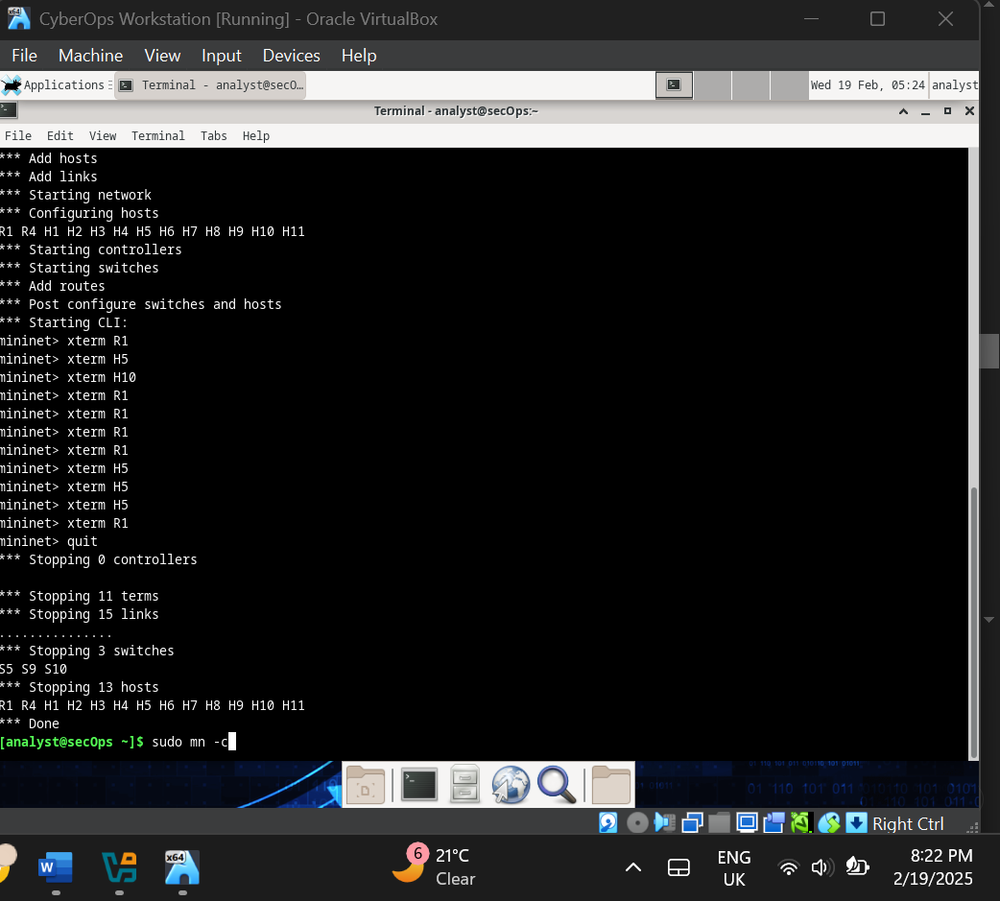 CyberOps Workstation [Running] - Oracle VirtualBox
File Machine View Input Devices Help
Applications Terminal - analyst@secO... Wed 19 Feb, 05:24 analyst
Terminal - analyst@secOps:~
File Edit View Terminal Tabs Help
*** Add hosts
*** Add links
*** Starting network
*** Configuring hosts
R1 R4 H1 H2 H3 H4 H5 H6 H7 H8 H9 H10 H11
*** Starting controllers
*** Starting switches
*** Add routes
*** Post configure switches and hosts
*** Starting CLI:
mininet> xterm R1
mininet> xterm H5
mininet> xterm H10
mininet> xterm R1
mininet> xterm R1
mininet> xterm R1
mininet> xterm R1
mininet> xterm H5
mininet> xterm H5
mininet> xterm H5
mininet> xterm R1
mininet> quit
*** Stopping 0 controllers
*** Stopping 11 terms
*** Stopping 15 links
...............
*** Stopping 3 switches
S5 S9 S10
*** Stopping 13 hosts
R1 R4 H1 H2 H3 H4 H5 H6 H7 H8 H9 H10 H11
*** Done
[analyst@secOps ~]$ sudo mn -c
Right Ctrl
x64
6
21°C
Clear
ENG
UK
8:22 PM
2/19/2025